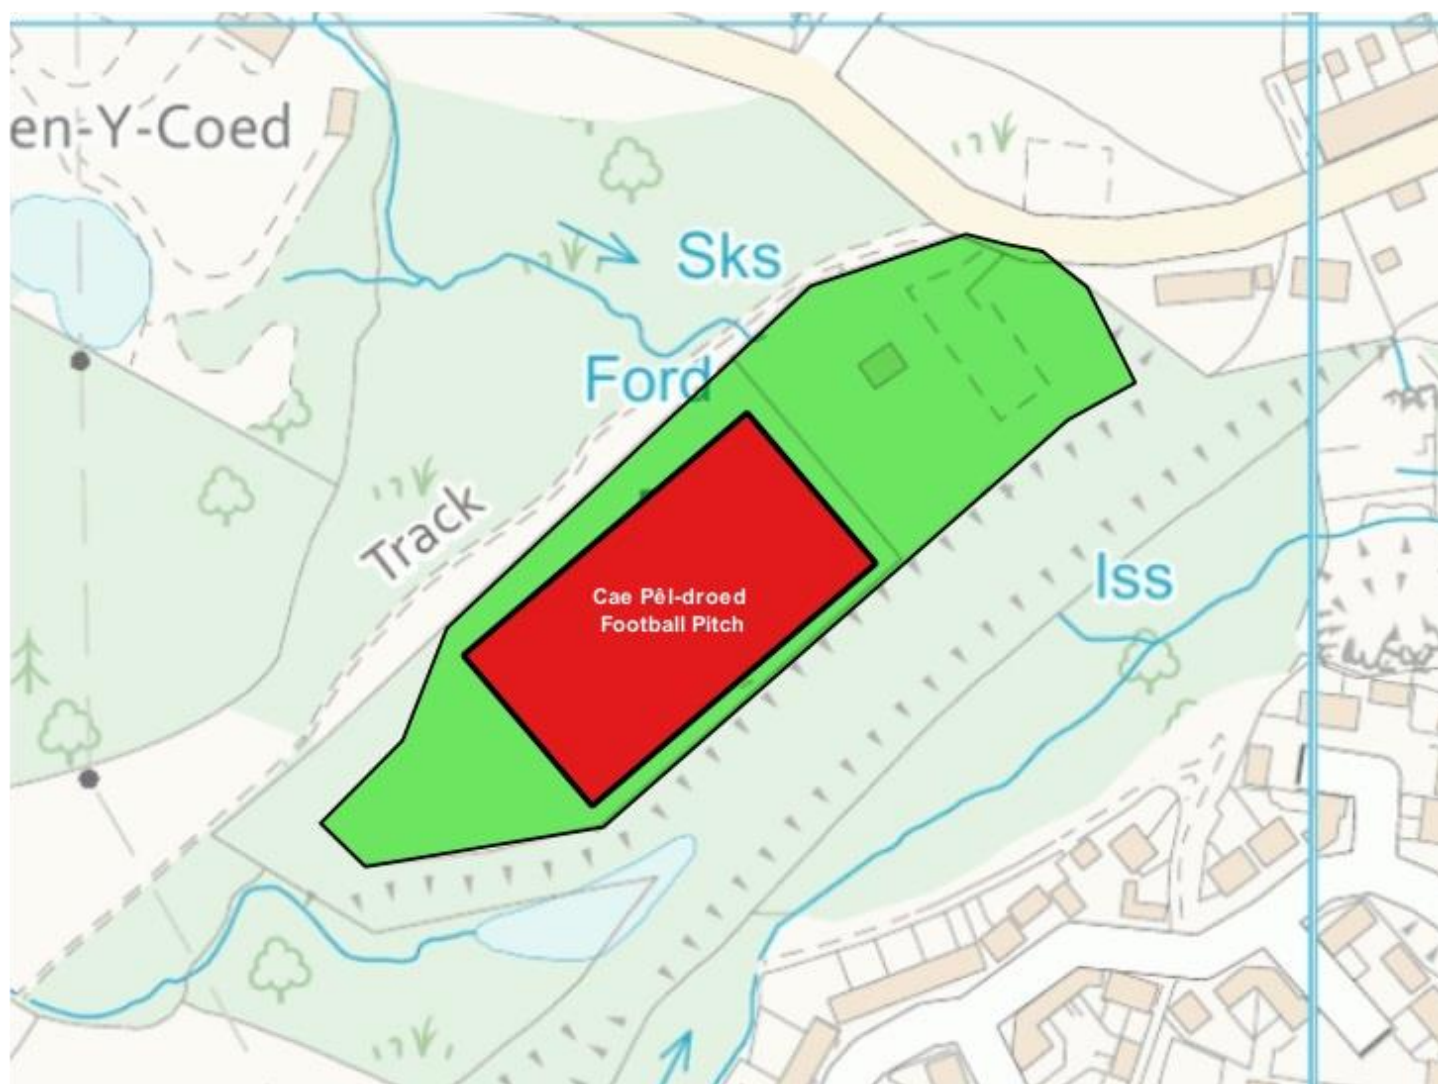 en-Y-Coed
Sks
Ford
Track
Cae Pêl-droed
Football Pitch
Iss